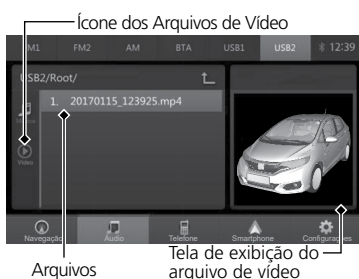 Ícone dos Arquivos de Vídeo
FM1 FM2 AM BTA USB1 USB2 12:39
USB2/Root/
1. 20170115_123925.mp4
Vídeo
Navegação Áudio Telefone Smartphone Configurações
Arquivos
Tela de exibição do
arquivo de vídeo